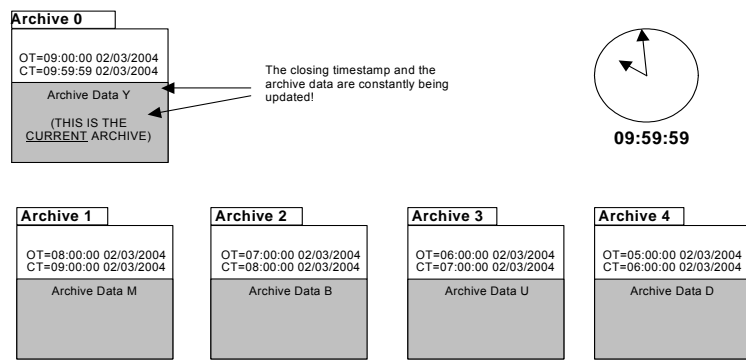 Archive 0
OT=09:00:00 02/03/2004
CT=09:59:59 02/03/2004
Archive Data Y
(THIS IS THE
CURRENT ARCHIVE)
The closing timestamp and the
archive data are constantly being
updated!
09:59:59
Archive 1
OT=08:00:00 02/03/2004
CT=09:00:00 02/03/2004
Archive Data M
Archive 2
OT=07:00:00 02/03/2004
CT=08:00:00 02/03/2004
Archive Data B
Archive 3
OT=06:00:00 02/03/2004
CT=07:00:00 02/03/2004
Archive Data U
Archive 4
OT=05:00:00 02/03/2004
CT=06:00:00 02/03/2004
Archive Data D